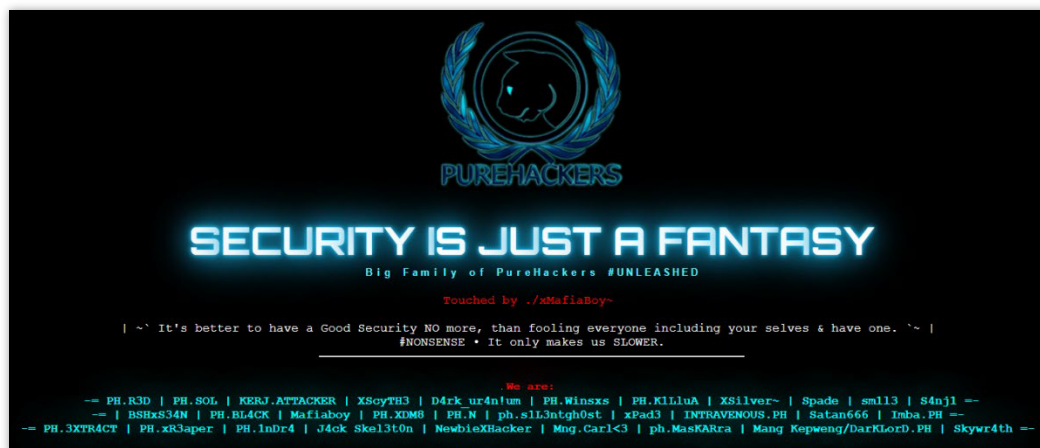 PUREHACKERS
SECURITY IS JUST A FANTASY
Big Family of PureHackers #UNLEASHED
Touched by ./xMafiaBoy~
| ~` It's better to have a Good Security NO more, than fooling everyone including your selves & have one. `~ |
#NONSENSE • It only makes us SLOWER.
.We are:
-= PH.R3D | PH.SOL | KERJ.ATTACKER | XScyTH3 | D4rk_ur4n!um | PH.Winsxs | PH.K1LluA | XSilver~ | Spade | sm1l3 | S4nj1 =-
-= | BSHxS34N | PH.BL4CK | Mafiaboy | PH.XDM8 | PH.N | ph.s1L3ntgh0st | xPad3 | INTRAVENOUS.PH | Satan666 | Imba.PH =-
-= PH.3XTR4CT | PH.xR3aper | PH.1nDr4 | J4ck Skel3t0n | NewbieXHacker | Mng.Carl<3 | ph.MasKARra | Mang Kepweng/DarKLorD.PH | Skywr4th =-